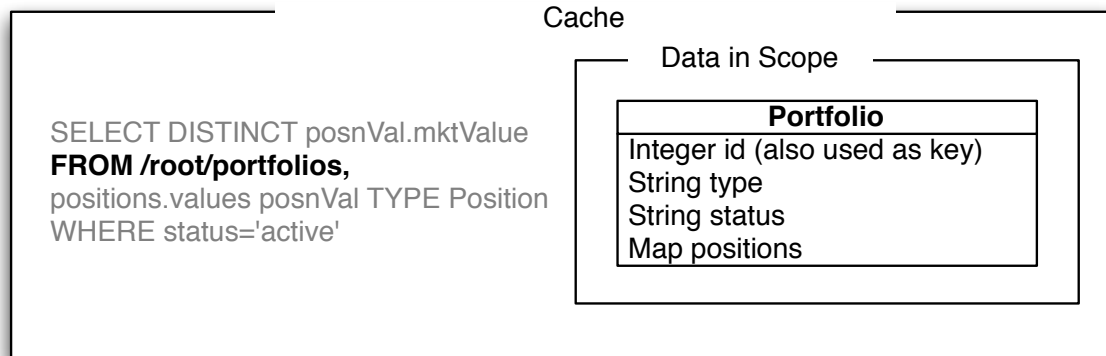 Cache
Data in Scope
SELECT DISTINCT posnVal.mktValue
FROM /root/portfolios,
positions.values posnVal TYPE Position
WHERE status='active'
Portfolio
Integer id (also used as key)
String type
String status
Map positions